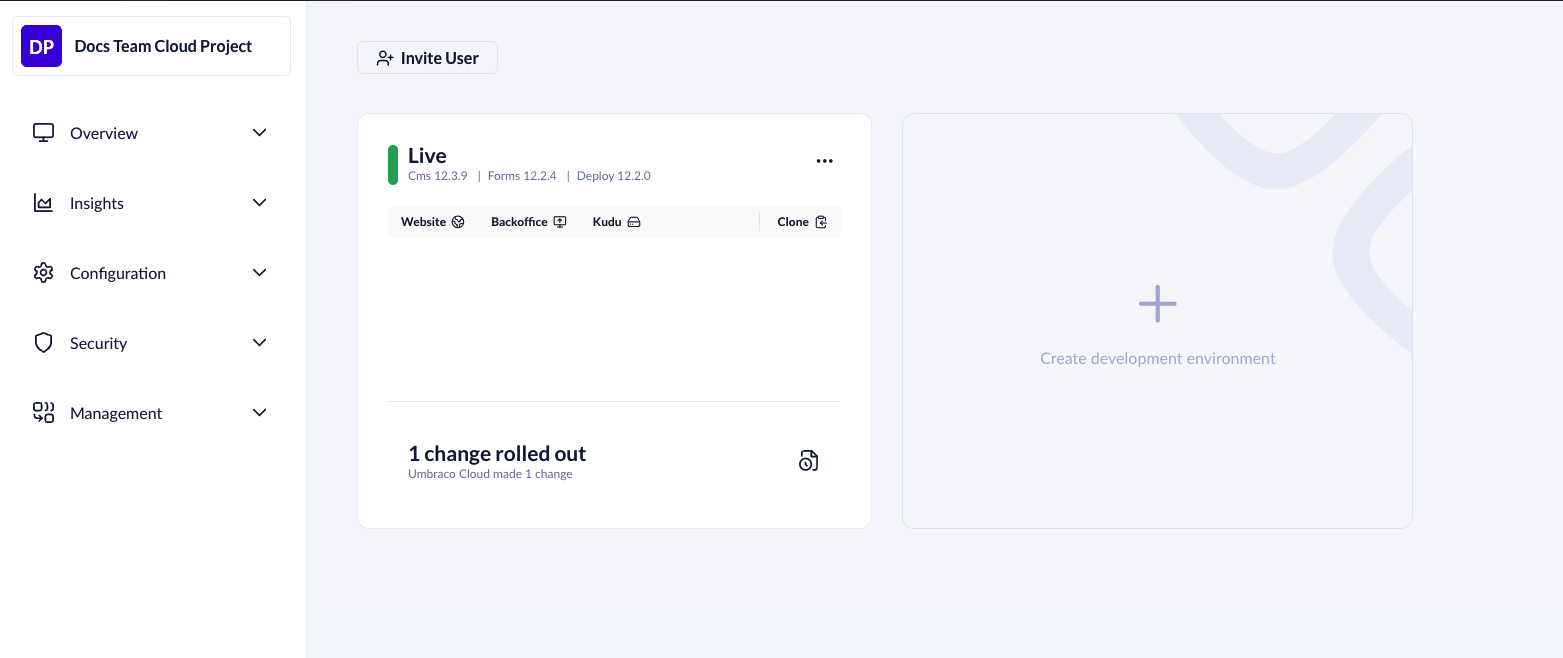 DP Docs Team Cloud Project
Overview
Insights
Configuration
Security
Management
Invite User
Live
Cms 12.3.9 | Forms 12.2.4 | Deploy 12.2.0
Website Backoffice Kudu Clone
1 change rolled out
Umbraco Cloud made 1 change
Create development environment